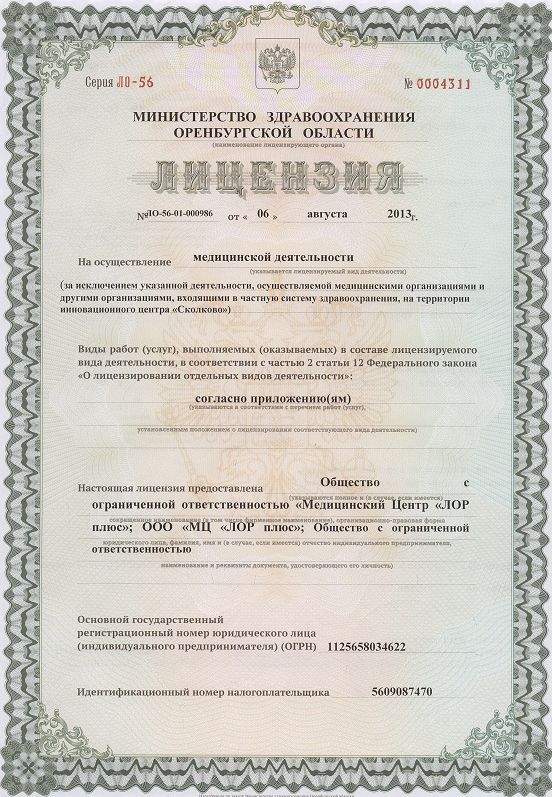 Серия ЛО-56 № 0004311
МИНИСТЕРСТВО ЗДРАВООХРАНЕНИЯ
ОРЕНБУРГСКОЙ ОБЛАСТИ
(наименование лицензирующего органа)
ЛИЦЕНЗИЯ
№ЛО-56-01-000986 от « 06 » августа 2013г.
На осуществление медицинской деятельности
(указывается лицензируемый вид деятельности)
(за исключением указанной деятельности, осуществляемой медицинскими организациями и
другими организациями, входящими в частную систему здравоохранения, на территории
инновационного центра «Сколково»)
Виды работ (услуг), выполняемых (оказываемых) в составе лицензируемого
вида деятельности, в соответствии с частью 2 статьи 12 Федерального закона
«О лицензировании отдельных видов деятельности»:
согласно приложению(ям)
(указываются в соответствии с перечнем работ (услуг),
установленным положением о лицензировании соответствующего вида деятельности)
Настоящая лицензия предоставлена Общество с
(указываются полное и (в случае, если имеется)
ограниченной ответственностью «Медицинский Центр «ЛОР
сокращенное наименование (в том числе фирменное наименование), организационно-правовая форма
плюс»; ООО «МЦ «ЛОР плюс»; Общество с ограниченной
юридического лица, фамилия, имя и (в случае, если имеется) отчество индивидуального предпринимателя,
ответственностью
наименование и реквизиты документа, удостоверяющего его личность)
Основной государственный
регистрационный номер юридического лица
(индивидуального предпринимателя) (ОГРН) 1125658034622
Идентификационный номер налогоплательщика 5609087470